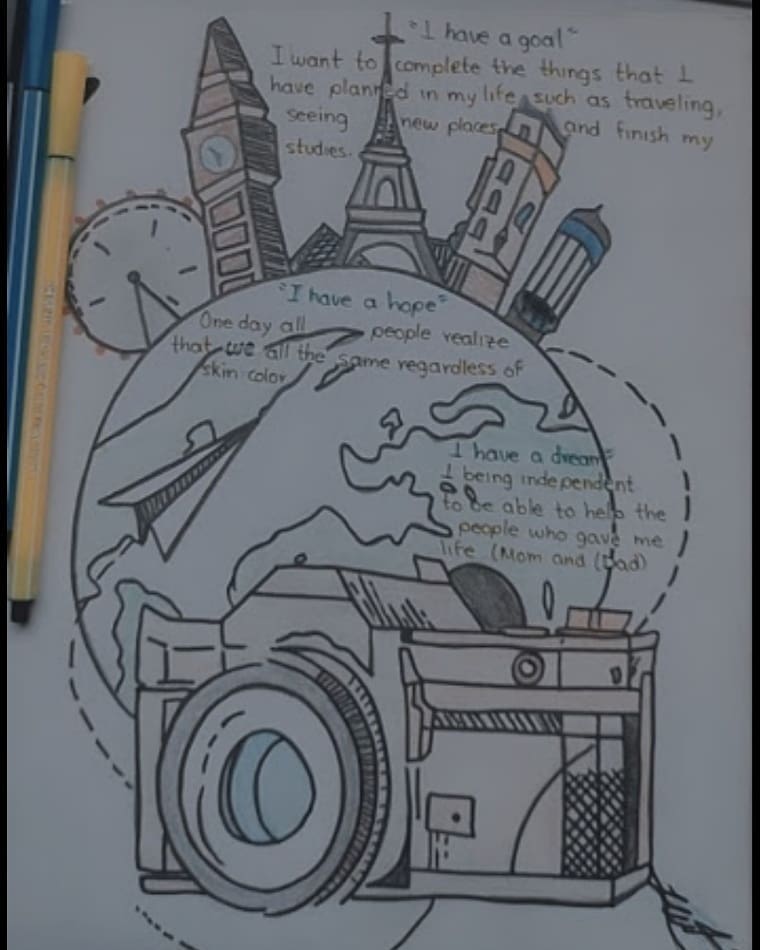 "I have a goal"
I want to complete the things that I
have planned in my life, such as traveling,
seeing new places, and finish my
studies.
"I have a hope"
One day all people realize
that we all the same regardless of
skin color
I have a dream"
I being independent
to be able to help the
people who gave me
life (Mom and (Dad)